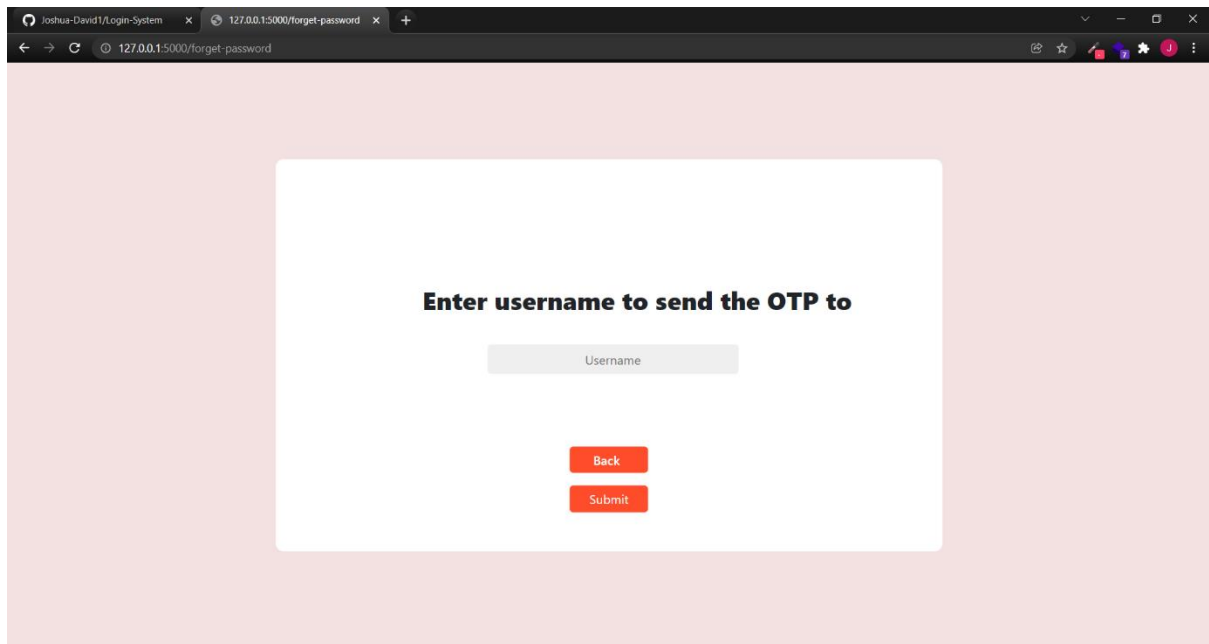 Joshua-David1/Login-System
127.0.0.1:5000/forget-password
127.0.0.1:5000/forget-password
7
J
Enter username to send the OTP to
Username
Back
Submit